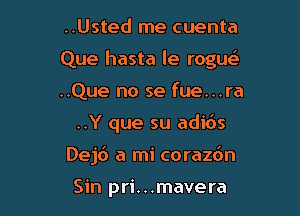 ..Usted me cuenta
Que hasta le rogué
..Que no se fue...ra
..Y que su adiós
Dejó a mi corazón
Sin pri...mavera